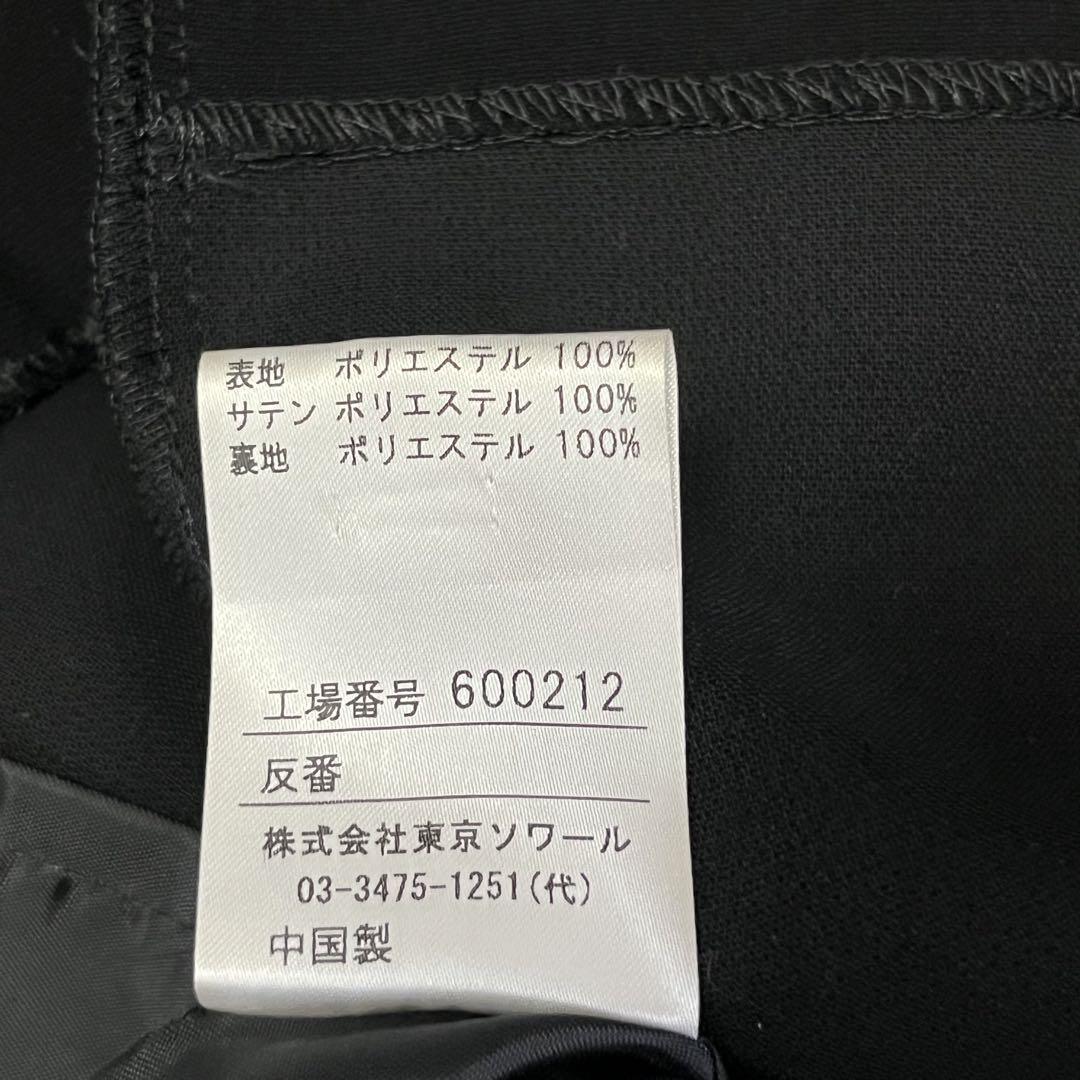 表地 ポリエステル 100%
サテン ポリエステル 100%
裏地 ポリエステル 100%
工場番号 600212
反番
株式会社東京ソワール
03-3475-1251(代)
中国製